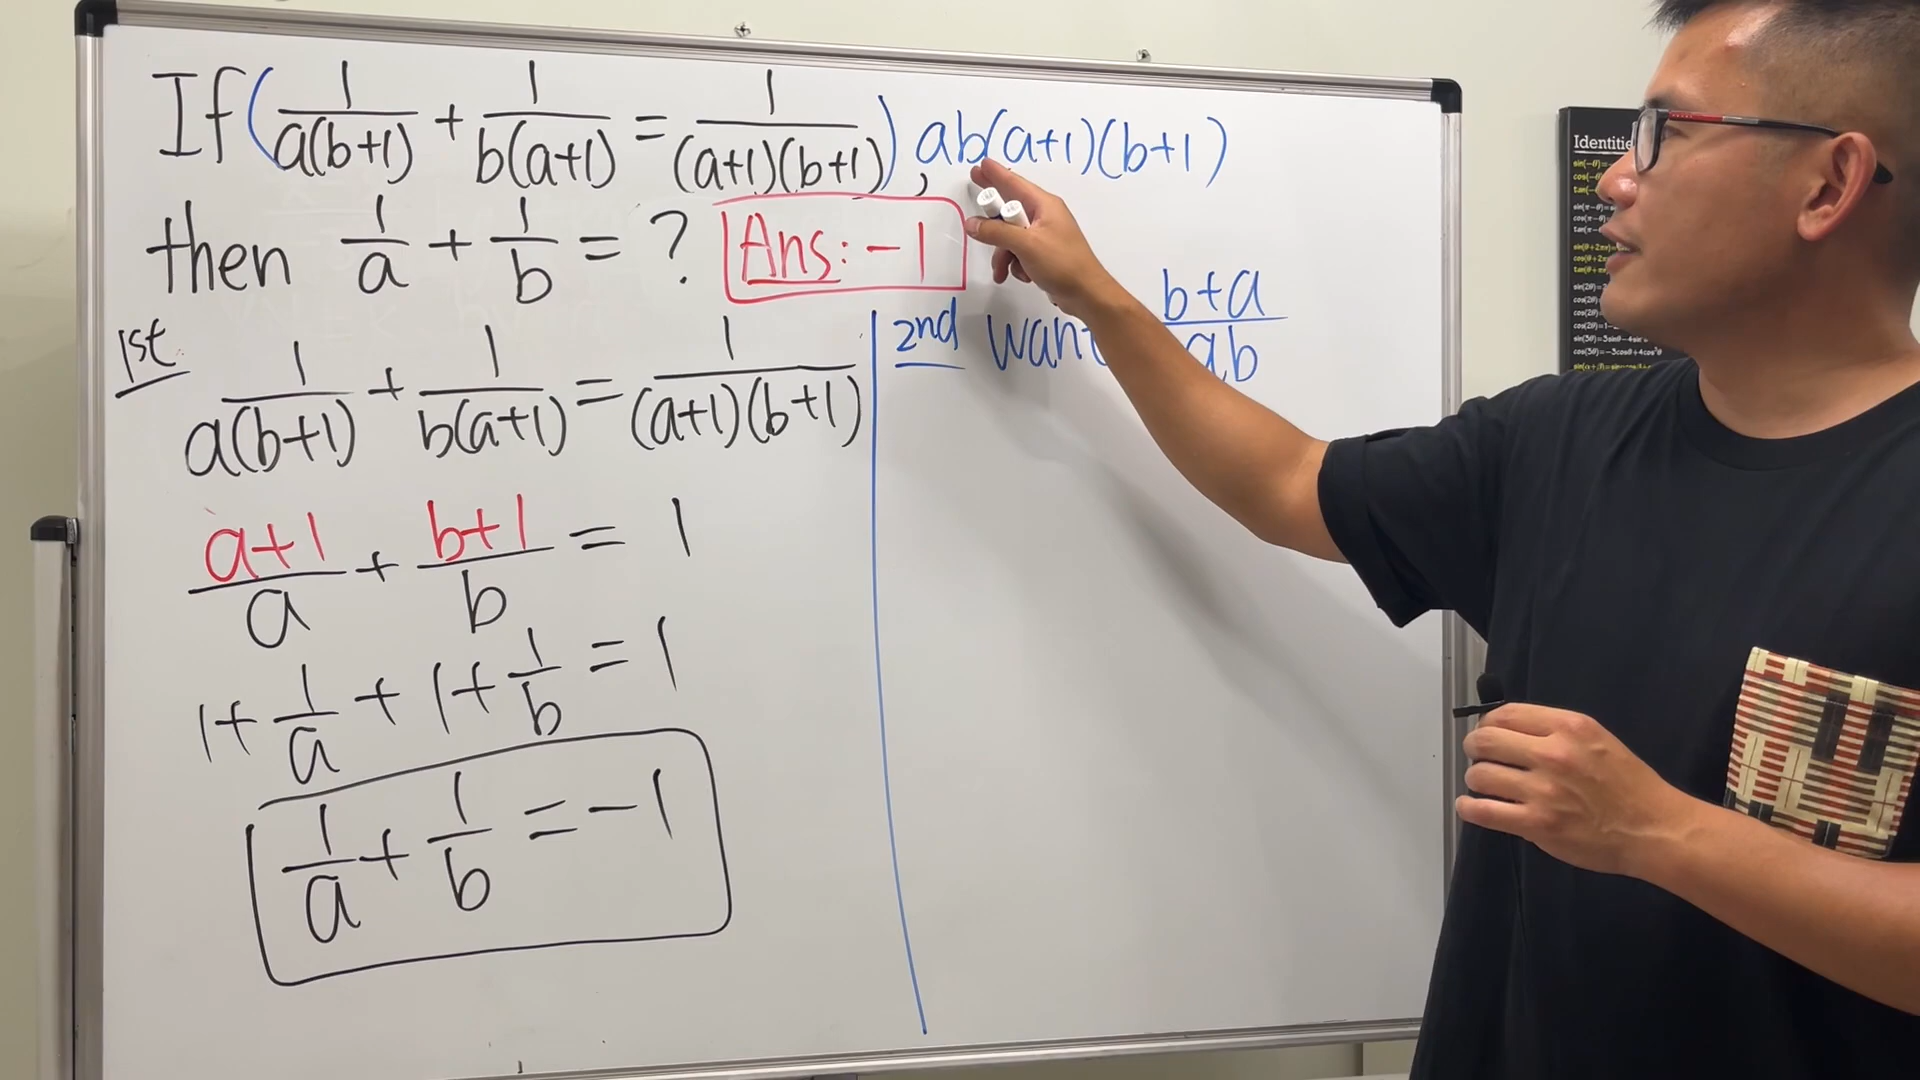 If (1/(a(b+1)) + 1/(b(a+1)) = 1/((a+1)(b+1))), ab(a+1)(b+1)
then 1/a + 1/b = ? Ans: -1
1st
1/(a(b+1)) + 1/(b(a+1)) = 1/((a+1)(b+1))
(a+1)/a + (b+1)/b = 1
1 + 1/a + 1 + 1/b = 1
1/a + 1/b = -1
2nd want (b+a)/ab
Identitie